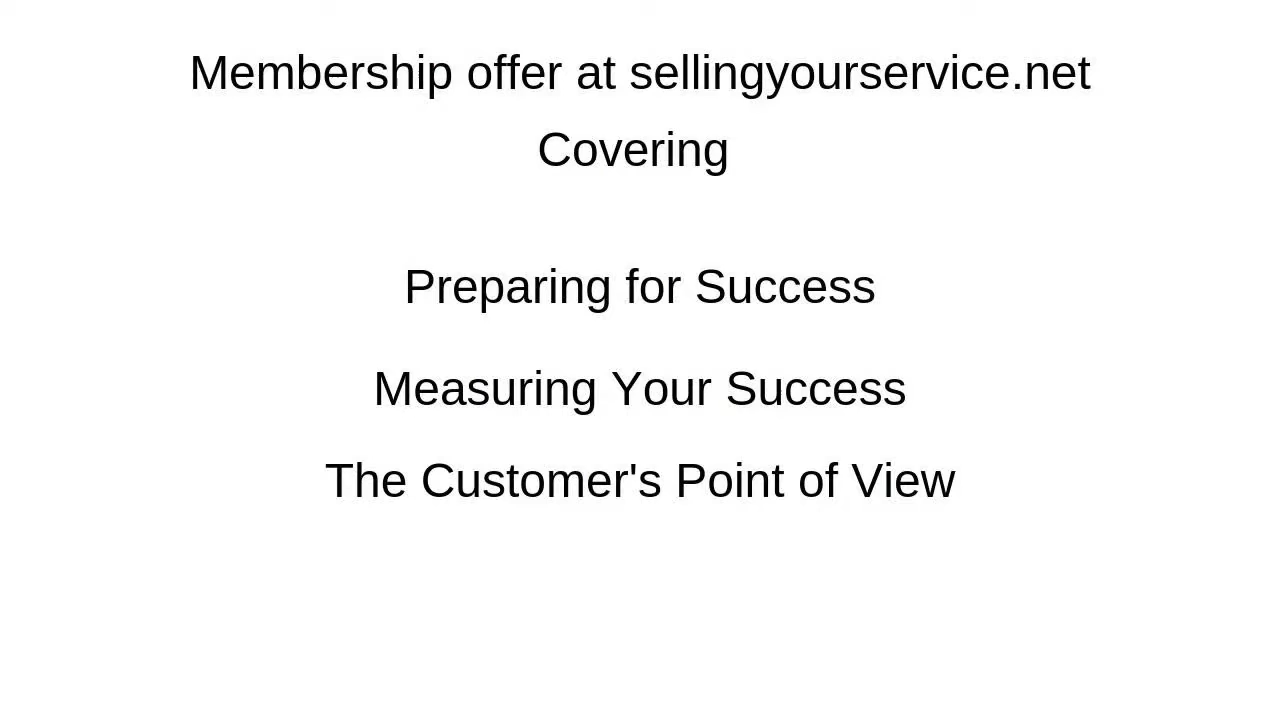 Membership offer at sellingyourservice.net
Covering
Preparing for Success
Measuring Your Success
The Customer's Point of View